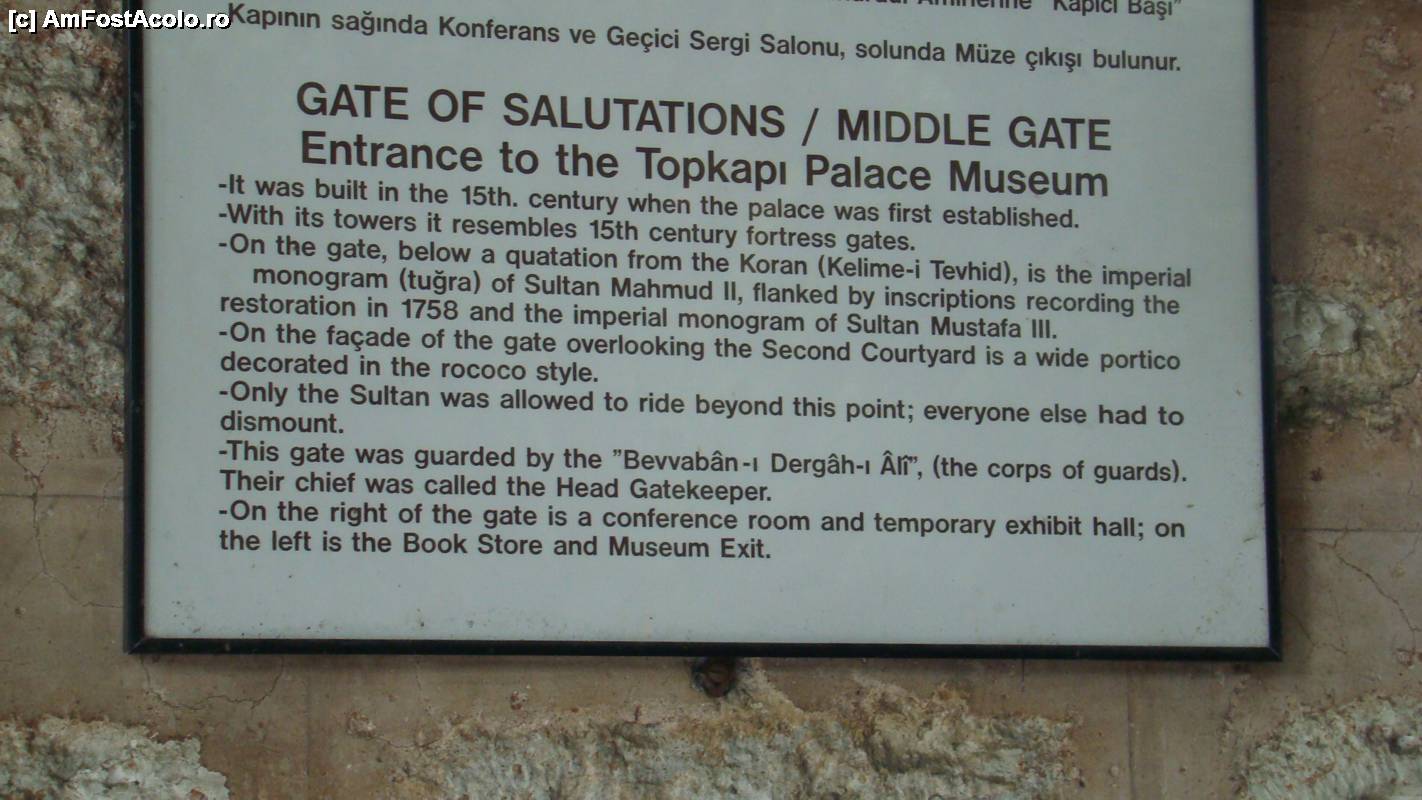 [c] AmFostAcolo.ro
"Kapıcı Başı"
-Kapının sağında Konferans ve Geçici Sergi Salonu, solunda Müze çıkışı bulunur.
GATE OF SALUTATIONS / MIDDLE GATE
Entrance to the Topkapı Palace Museum
-It was built in the 15th. century when the palace was first established.
-With its towers it resembles 15th century fortress gates.
-On the gate, below a quatation from the Koran (Kelime-i Tevhid), is the imperial
monogram (tuğra) of Sultan Mahmud II, flanked by inscriptions recording the
restoration in 1758 and the imperial monogram of Sultan Mustafa III.
-On the façade of the gate overlooking the Second Courtyard is a wide portico
decorated in the rococo style.
-Only the Sultan was allowed to ride beyond this point; everyone else had to
dismount.
-This gate was guarded by the "Bevvabân-ı Dergâh-ı Âlî", (the corps of guards).
Their chief was called the Head Gatekeeper.
-On the right of the gate is a conference room and temporary exhibit hall; on
the left is the Book Store and Museum Exit.